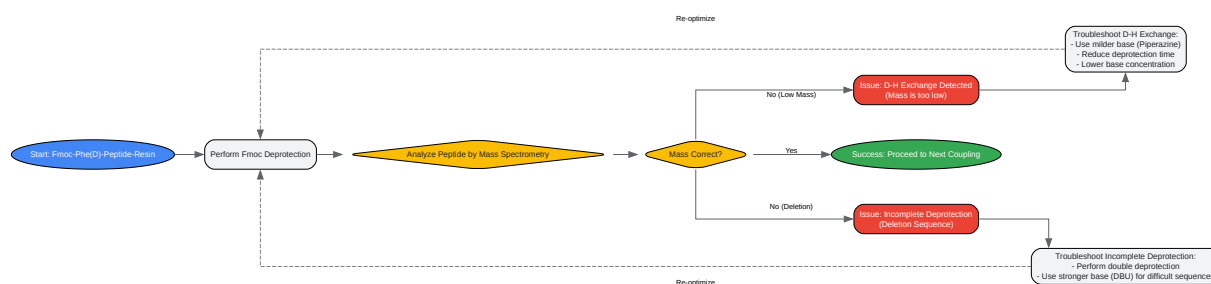 Re-optimize
Troubleshoot D-H Exchange:
- Use milder base (Piperazine)
- Reduce deprotection time
- Lower base concentration
No (Low Mass)
Issue: D-H Exchange Detected
(Mass is too low)
Start: Fmoc-Phe(D)-Peptide-Resin
Perform Fmoc Deprotection
Analyze Peptide by Mass Spectrometry
Mass Correct?
Yes
Success: Proceed to Next Coupling
No (Deletion)
Issue: Incomplete Deprotection
(Deletion Sequence)
Troubleshoot Incomplete Deprotection:
- Perform double deprotection
- Use stronger base (DBU) for difficult sequence
Re-optimize